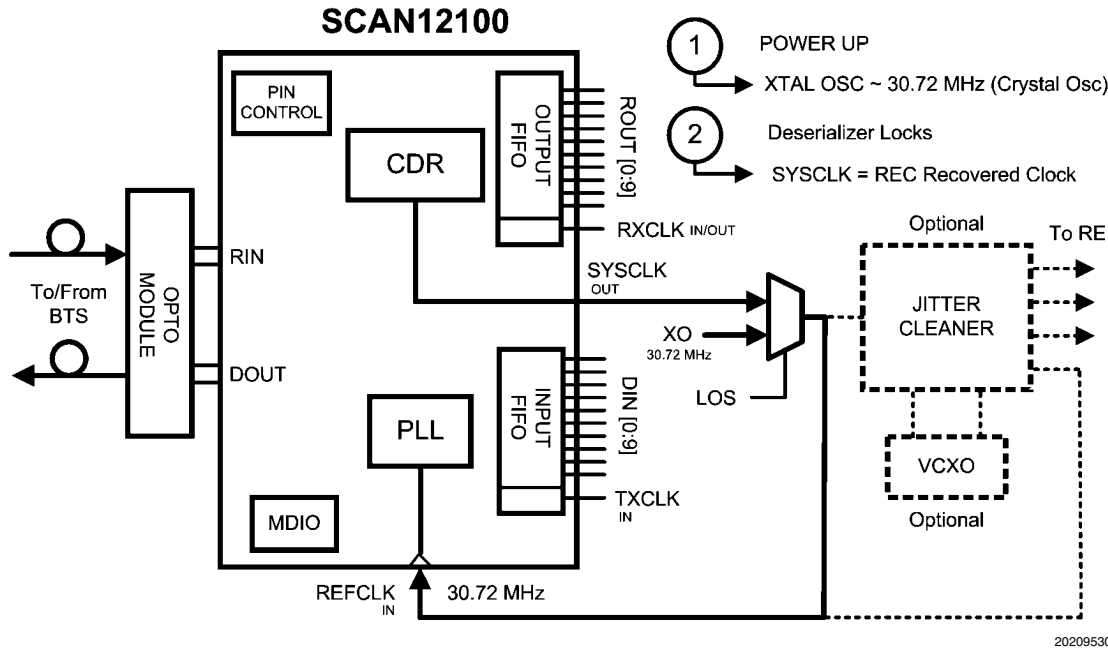 SCAN12100
1
POWER UP
XTAL OSC ~ 30.72 MHz (Crystal Osc)
2
Deserializer Locks
SYSCLK = REC Recovered Clock
PIN
CONTROL
CDR
OUTPUT
FIFO
ROUT [0:9]
RXCLK IN/OUT
RIN
To/From
BTS
OPTO
MODULE
DOUT
SYSCLK
OUT
XO
30.72 MHz
LOS
Optional
JITTER
CLEANER
To RE
VCXO
Optional
PLL
INPUT
FIFO
DIN [0:9]
TXCLK
IN
MDIO
REFCLK
IN
30.72 MHz
20209530